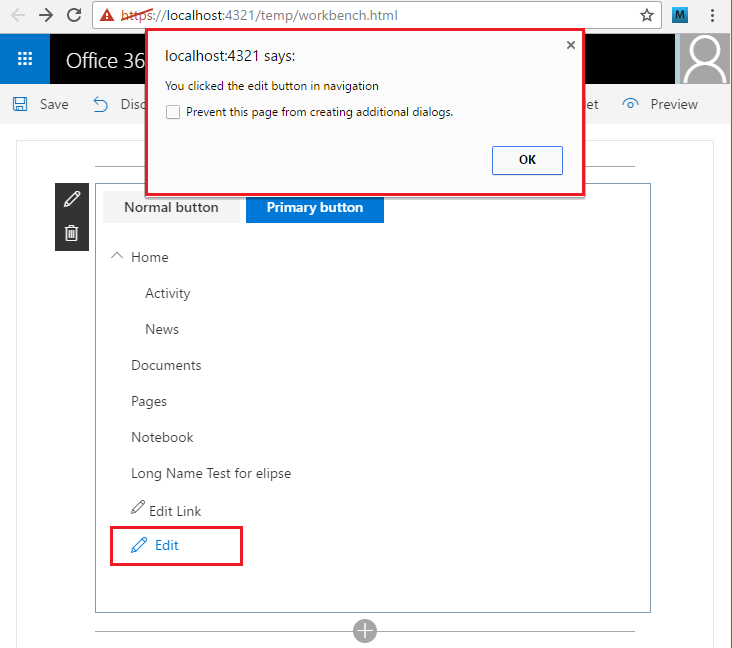 https://localhost:4321/temp/workbench.html
M
localhost:4321 says:
You clicked the edit button in navigation
Prevent this page from creating additional dialogs.
OK
Office 36
Save
Disc
et
Preview
Normal button
Primary button
Home
Activity
News
Documents
Pages
Notebook
Long Name Test for elipse
Edit Link
Edit